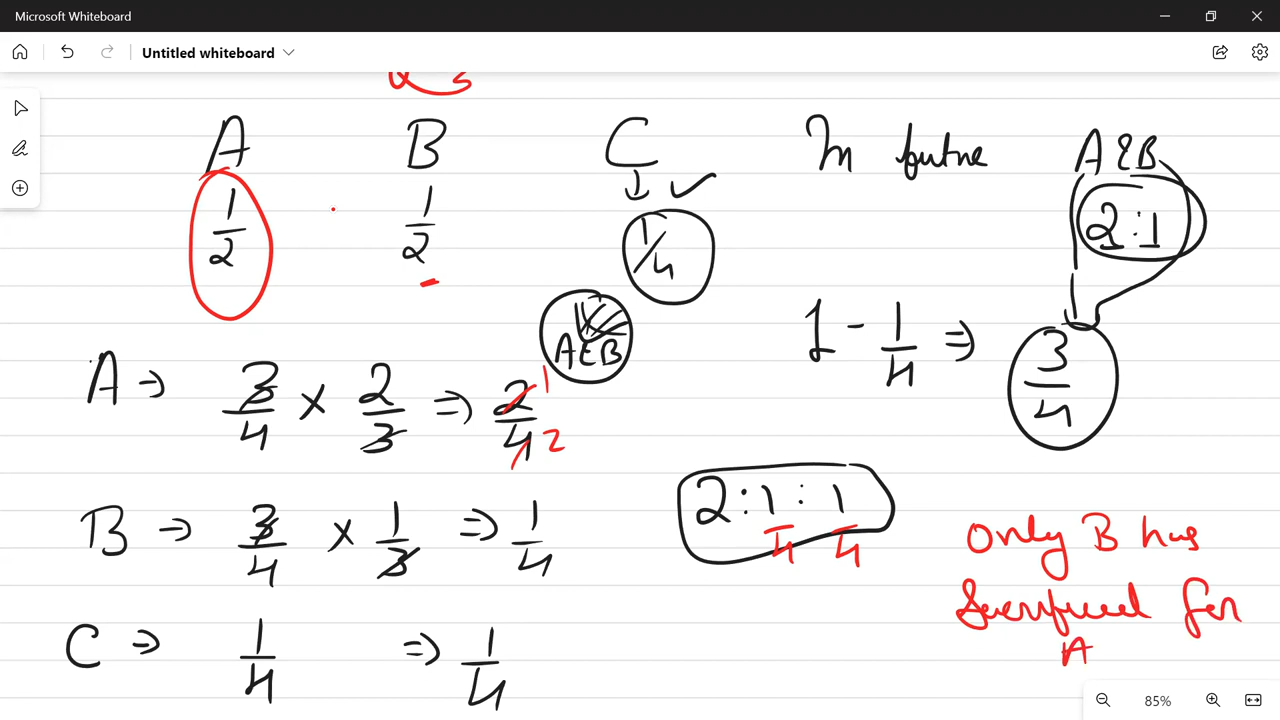 Microsoft Whiteboard
Untitled whiteboard
A B C In future A & B
1/2 1/2 1/4 2:1
A & B
1 - 1/4 ⇒ 3/4
A ⇒ 3/4 × 2/3 ⇒ 2/4 1 2
2:1:1
4 4
B ⇒ 3/4 × 1/3 ⇒ 1/4
C ⇒ 1/4 ⇒ 1/4
Only B has
for
A
85%